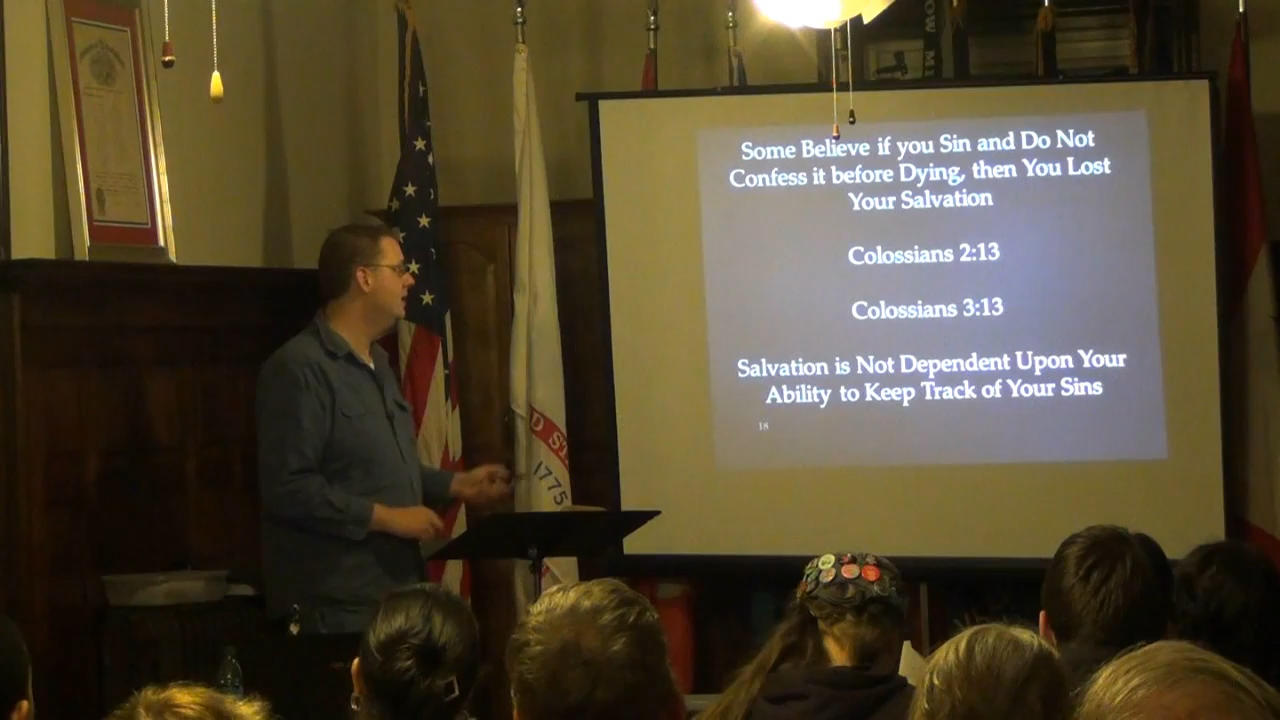 Some Believe if you Sin and Do Not
Confess it before Dying, then You Lost
Your Salvation
Colossians 2:13
Colossians 3:13
Salvation is Not Dependent Upon Your
Ability to Keep Track of Your Sins
18
1775